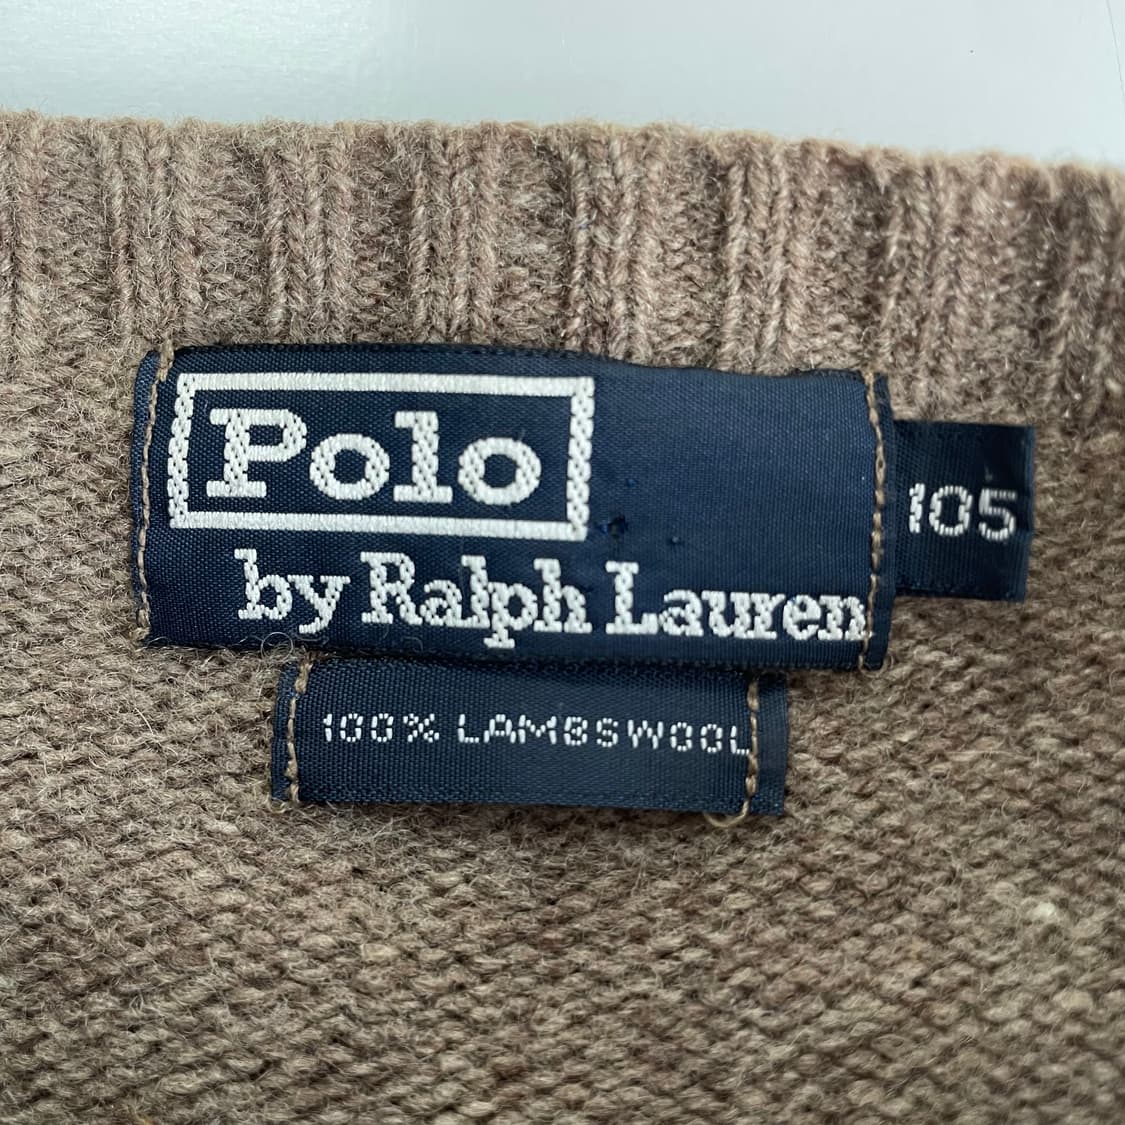 Polo
by Ralph Lauren
105
100% LAMBSWOOL